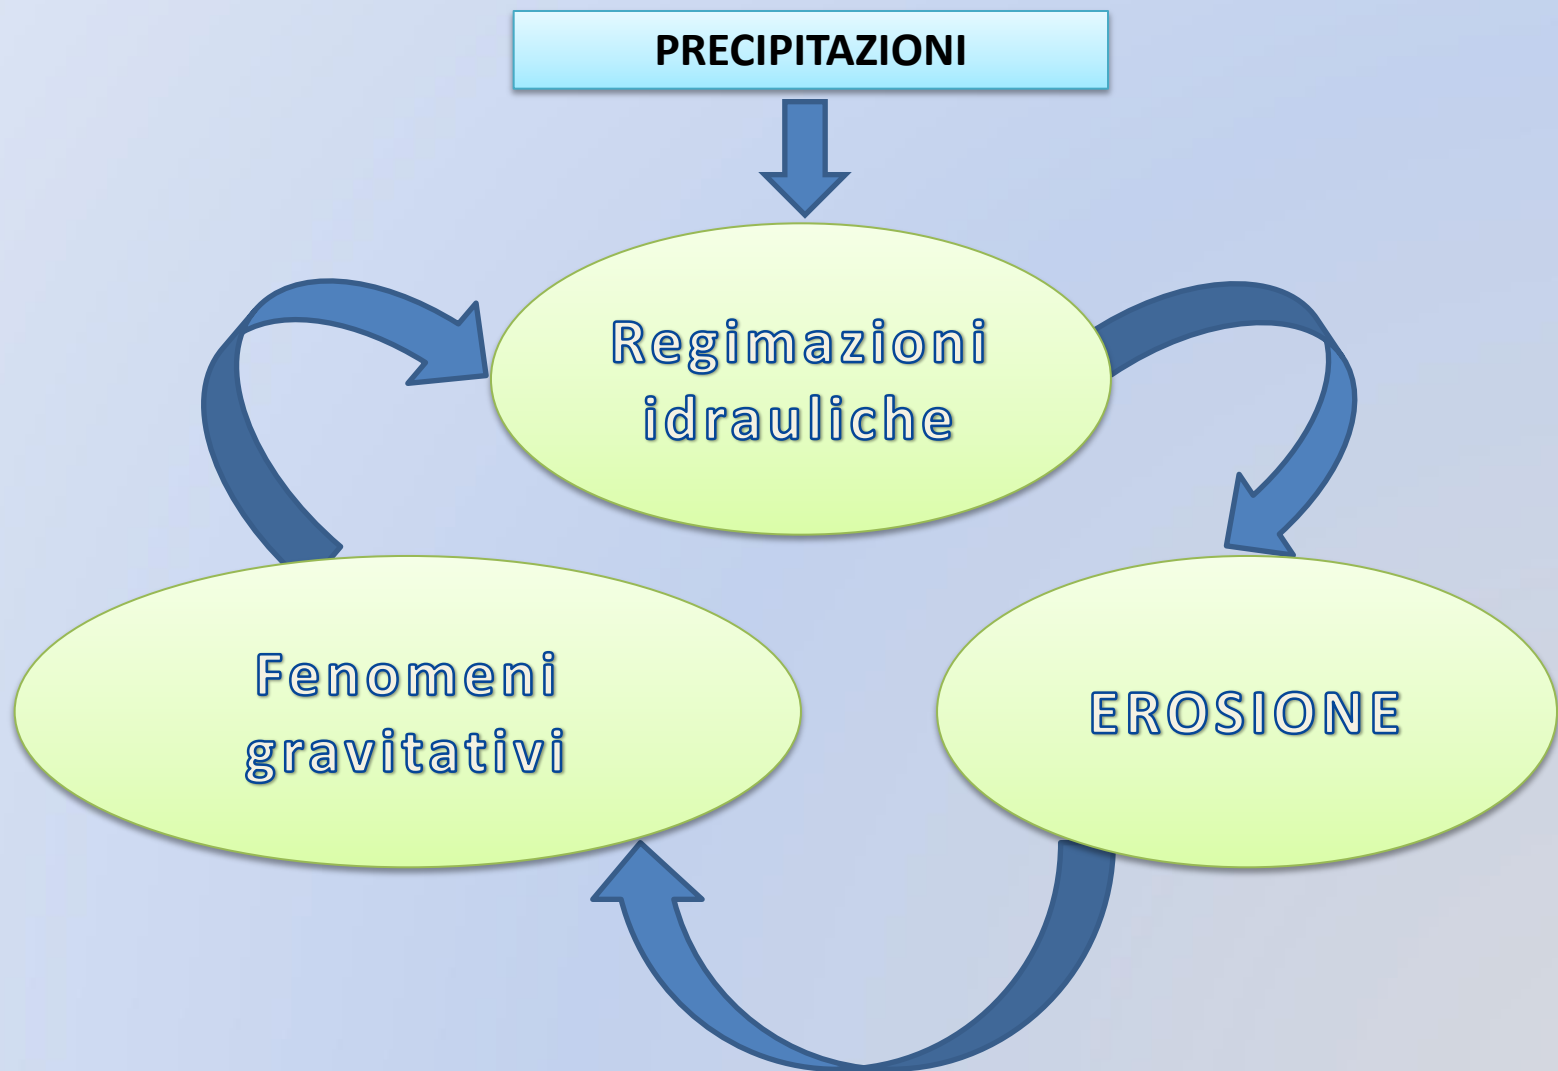 PRECIPITAZIONI
Regimazioni
idrauliche
Fenomeni
gravitativi
EROSIONE